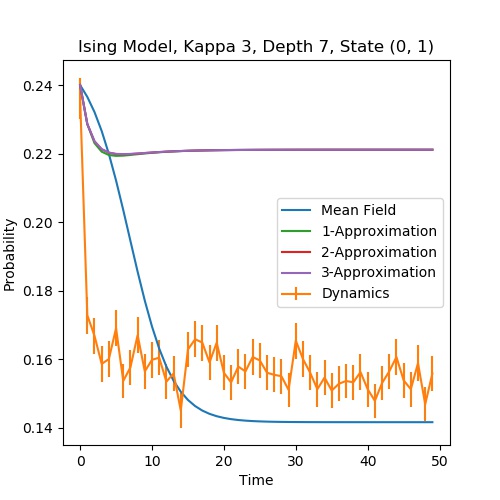 Ising Model, Kappa 3, Depth 7, State (0, 1)
0.24
0.22
0.20
0.18
0.16
0.14
Probability
Mean Field
1-Approximation
2-Approximation
3-Approximation
Dynamics
0 10 20 30 40 50
Time